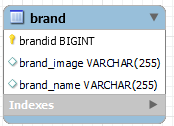 brand
brandid BIGINT
brand_image VARCHAR(255)
brand_name VARCHAR(255)
Indexes